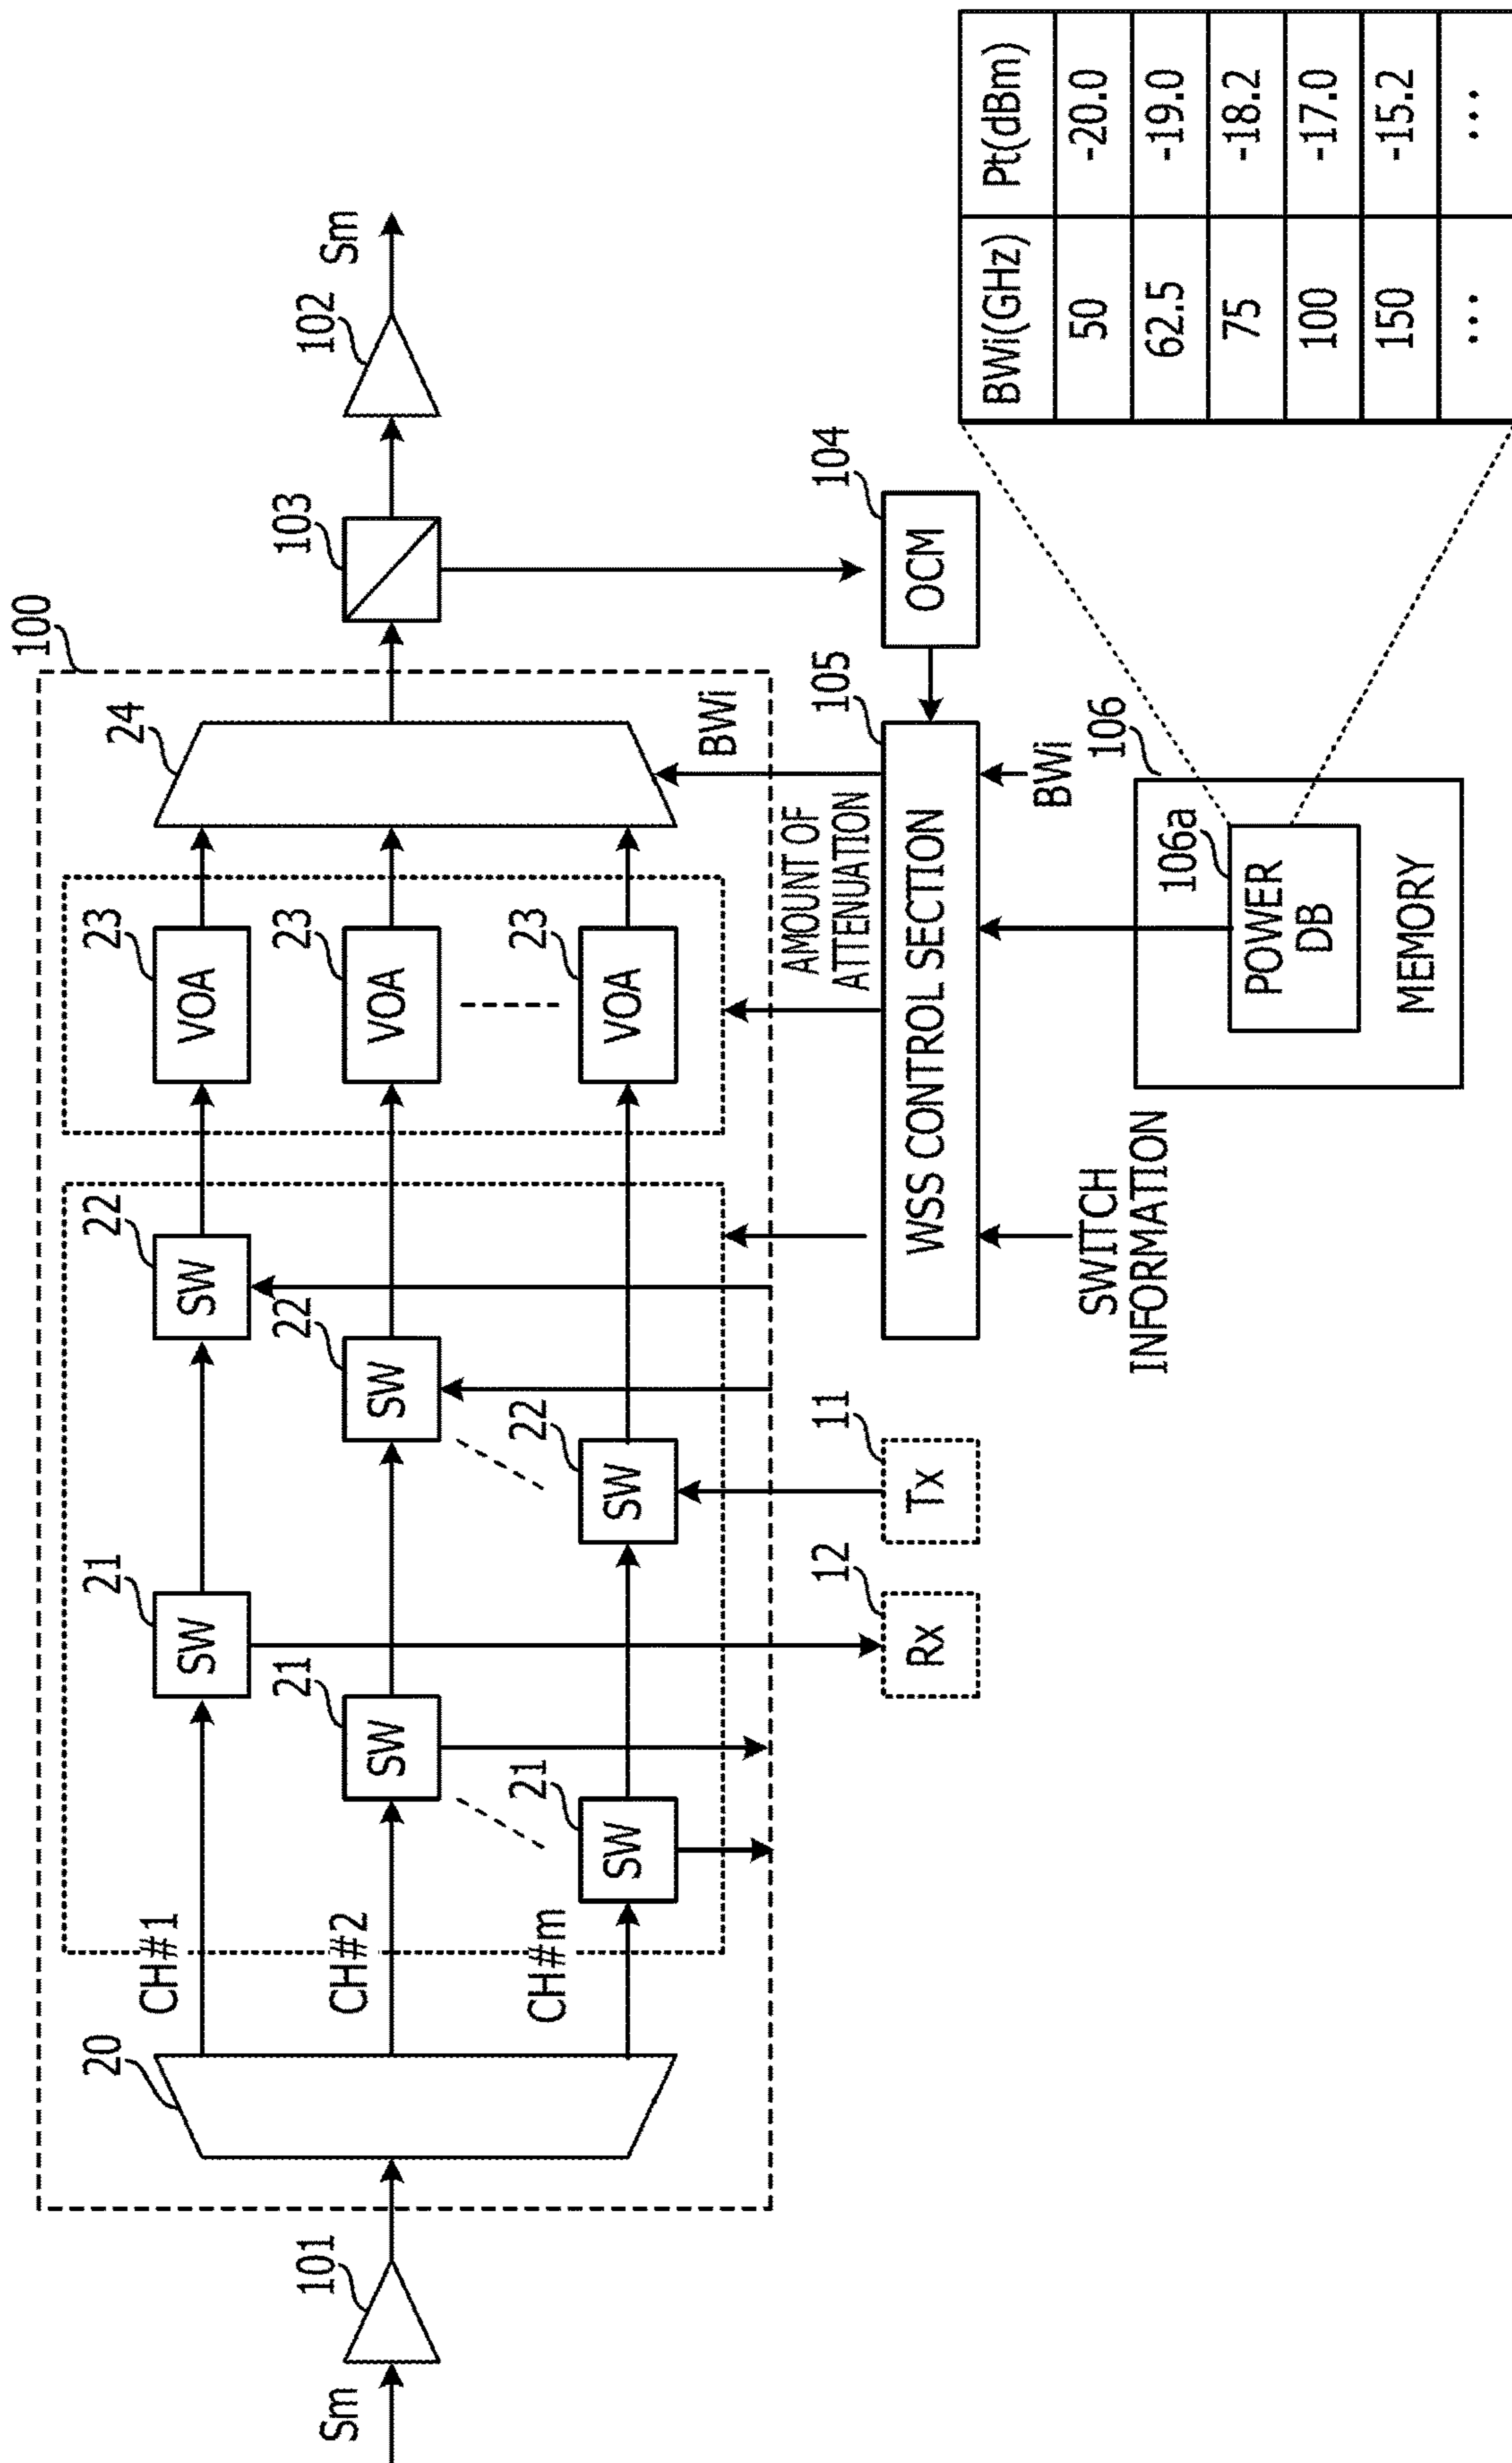 100
20
CH#1
CH#2
CH#m
21
SW
21
SW
21
SW
22
SW
22
SW
22
SW
23
VOA
23
VOA
23
VOA
24
Sm
101
103
102
Sm
12
Rx
11
Tx
AMOUNT OF
ATTENUATION
BWi
105
WSS CONTROL SECTION
104
OCM
SWITCH
INFORMATION
BWi
106
106a
POWER
DB
MEMORY
BWi(GHz) Pt(dBm)
50 -20.0
62.5 -19.0
75 -18.2
100 -17.0
150 -15.2
... ...